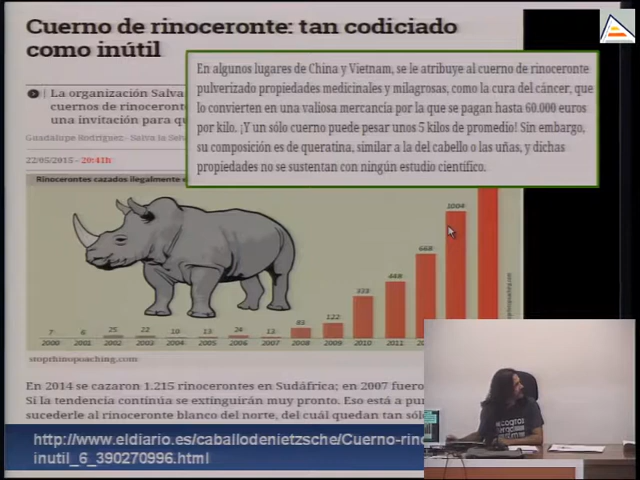 Cuerno de rinoceronte: tan codiciado
como inútil
En algunos lugares de China y Vietnam, se le atribuye al cuerno de rinoceronte
pulverizado propiedades medicinales y milagrosas, como la cura del cáncer, que
lo convierten en una valiosa mercancía por la que se pagan hasta 60.000 euros
por kilo. ¡Y un sólo cuerno puede pesar unos 5 kilos de promedio! Sin embargo,
su composición es de queratina, similar a la del cabello o las uñas, y dichas
propiedades no se sustentan con ningún estudio científico.
La organización Salva
cuernos de rinoceronte
una invitación para qu
Guadalupe Rodríguez - Salva la Se
22/05/2015 - 20:41h
Rinocerontes cazados ilegalmente e
7 6 25 22 10 13 24 13 83 122 333 448 668 1004
2000 2001 2002 2003 2004 2005 2006 2007 2008 2009 2010 2011
stoprhinopoaching.com
En 2014 se cazaron 1.215 rinocerontes en Sudáfrica; en 2007 fuero
Si la tendencia continúa se extinguirán muy pronto. Eso está a pu
sucederle al rinoceronte blanco del norte, del cuál quedan tan sólo
http://www.eldiario.es/caballodenietzsche/Cuerno-rino
inutil_6_390270996.html